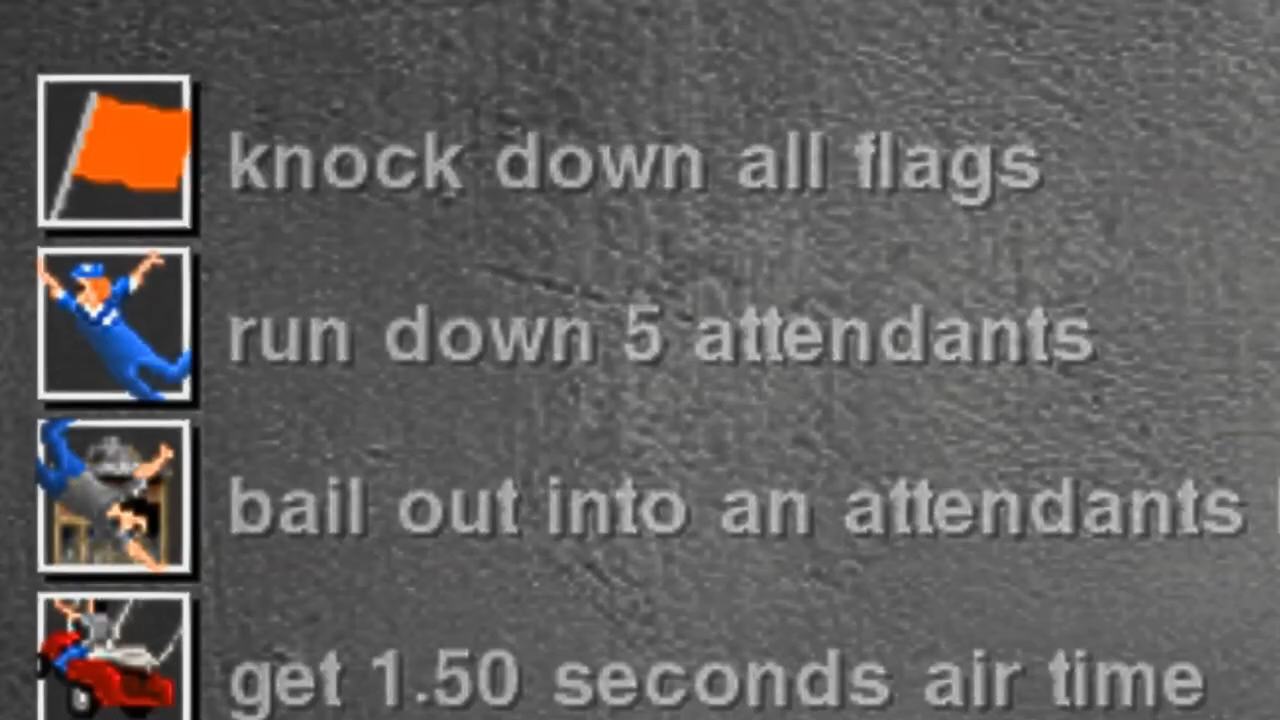 knock down all flags
run down 5 attendants
bail out into an attendants
get 1.50 seconds air time